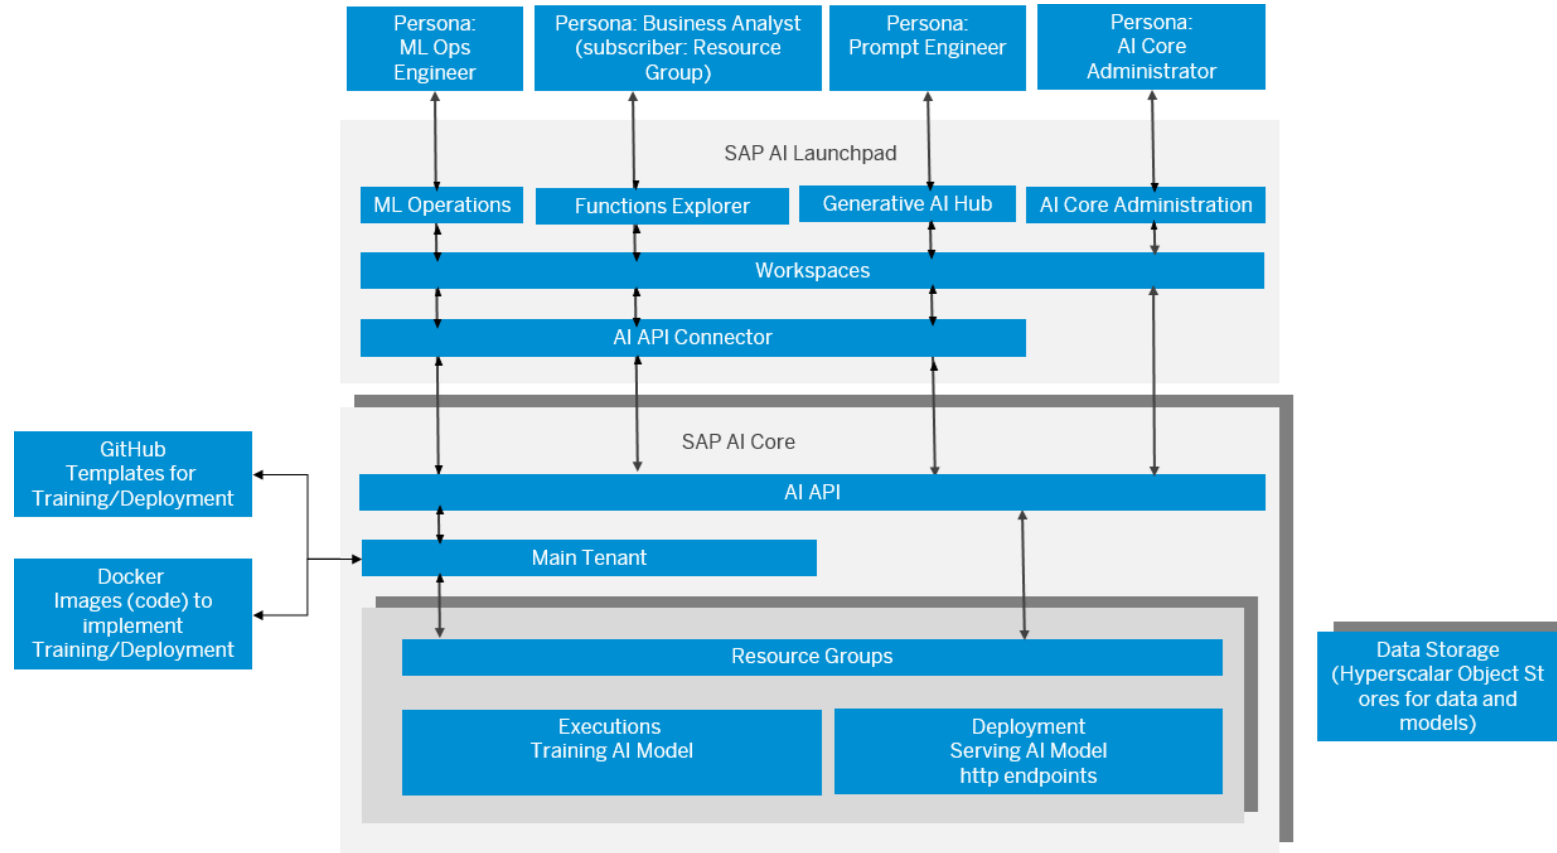 Persona:
ML Ops
Engineer
Persona: Business Analyst
(subscriber: Resource
Group)
Persona:
Prompt Engineer
Persona:
AI Core
Administrator
SAP AI Launchpad
ML Operations
Functions Explorer
Generative AI Hub
AI Core Administration
Workspaces
AI API Connector
SAP AI Core
GitHub
Templates for
Training/Deployment
AI API
Main Tenant
Docker
Images (code) to
implement
Training/Deployment
Resource Groups
Data Storage
(Hyperscalar Object St
ores for data and
models)
Executions
Training AI Model
Deployment
Serving AI Model
http endpoints